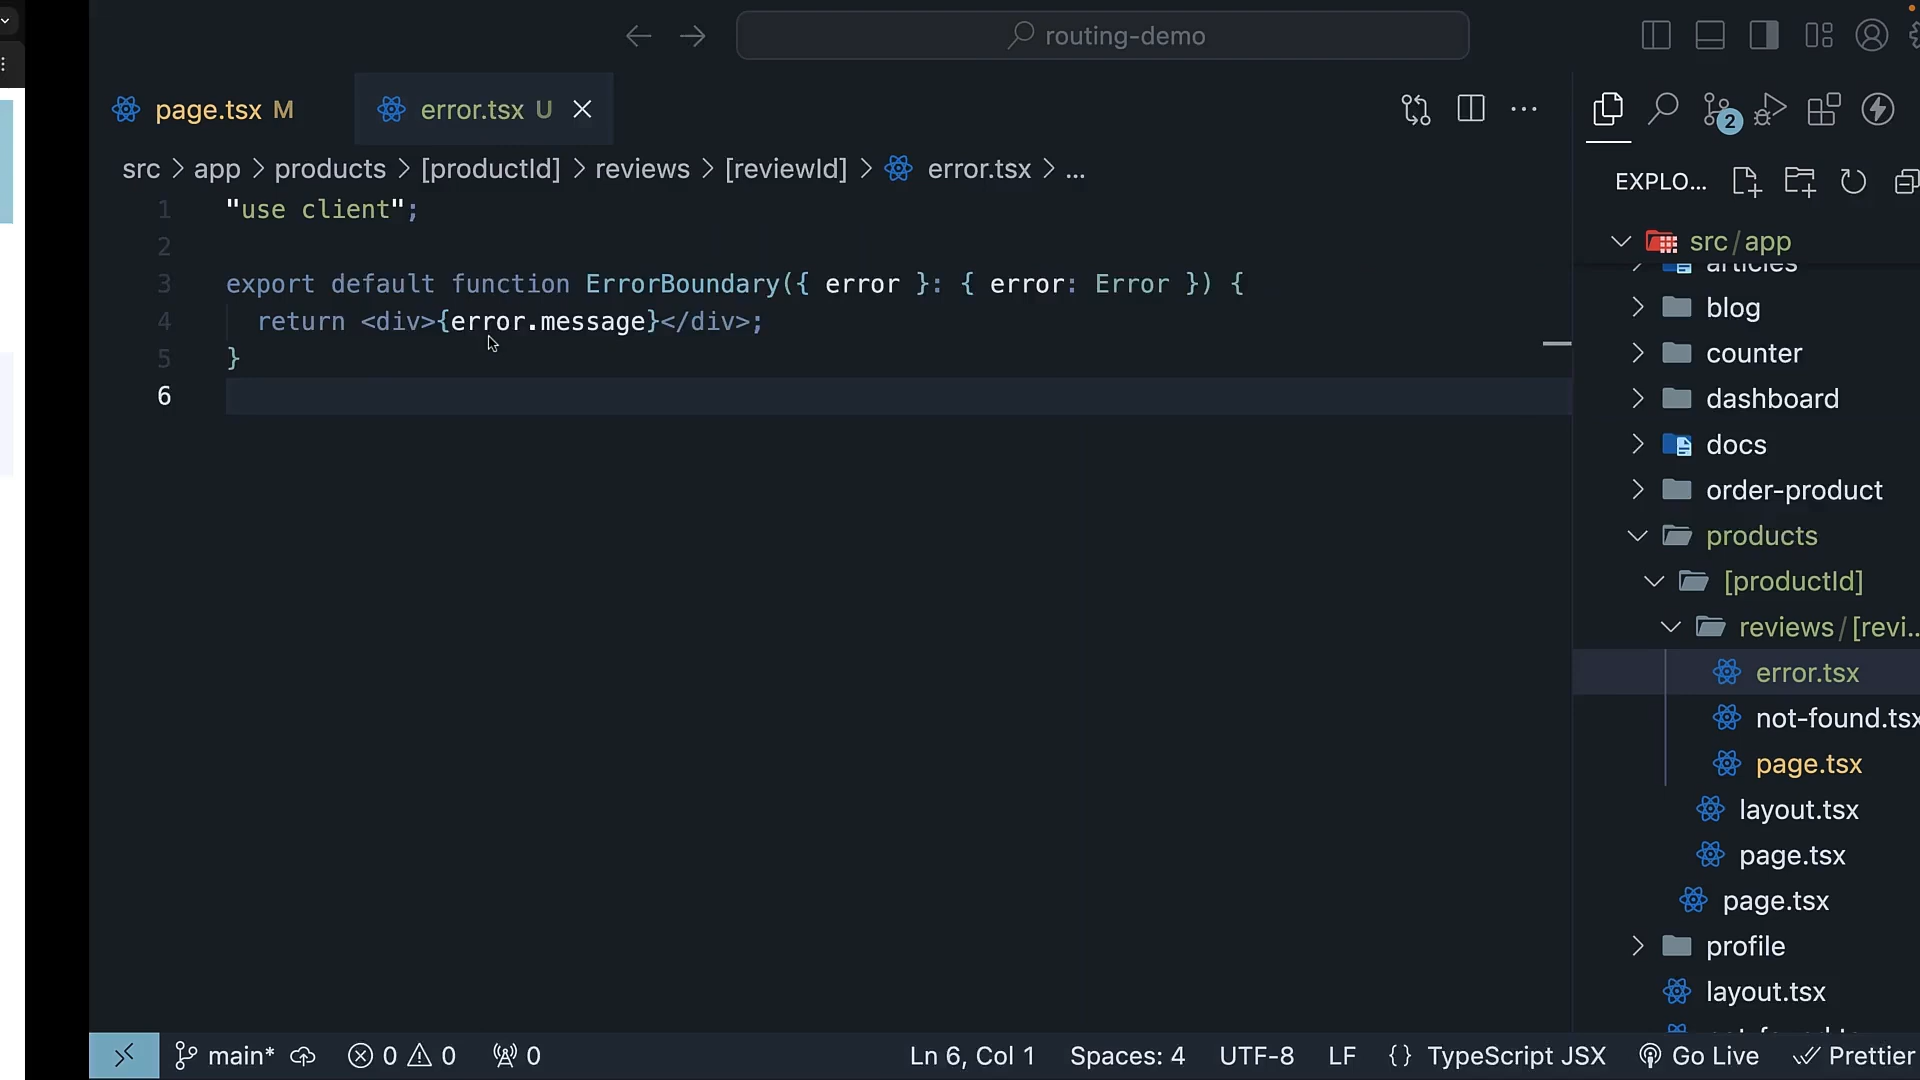 routing-demo
page.tsx M
error.tsx U
src > app > products > [productId] > reviews > [reviewId] > error.tsx > ...
1 "use client";
2
3 export default function ErrorBoundary({ error }: { error: Error }) {
4 return <div>{error.message}</div>;
5 }
6
2
EXPLO...
src/app
articles
blog
counter
dashboard
docs
order-product
products
[productId]
reviews/[revi...
error.tsx
not-found.tsx
page.tsx
layout.tsx
page.tsx
page.tsx
profile
layout.tsx
main* 0 0 0 Ln 6, Col 1 Spaces: 4 UTF-8 LF {} TypeScript JSX Go Live Prettier